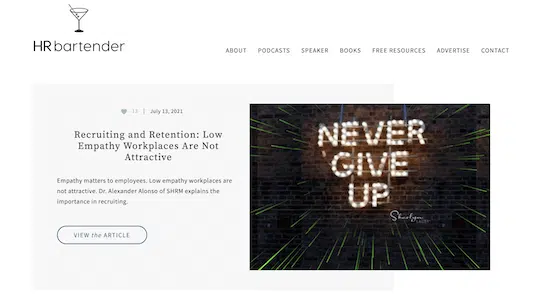 HR bartender
ABOUT PODCASTS SPEAKER BOOKS FREE RESOURCES ADVERTISE CONTACT
13 | July 13, 2021
Recruiting and Retention: Low
Empathy Workplaces Are Not
Attractive
Empathy matters to employees. Low empathy workplaces are
not attractive. Dr. Alexander Alonso of SHRM explains the
importance in recruiting.
VIEW the ARTICLE
NEVER
GIVE
UP
Sharlyn